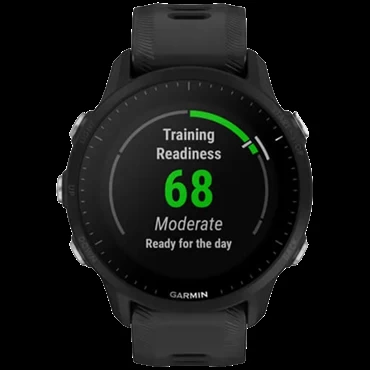 Training
Readiness
68
Moderate
Ready for the day
GARMIN